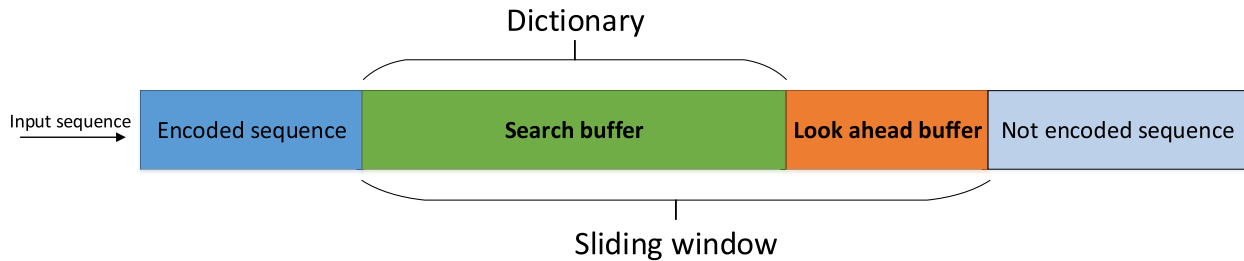 Dictionary
Input sequence
Encoded sequence
Search buffer
Look ahead buffer
Not encoded sequence
Sliding window